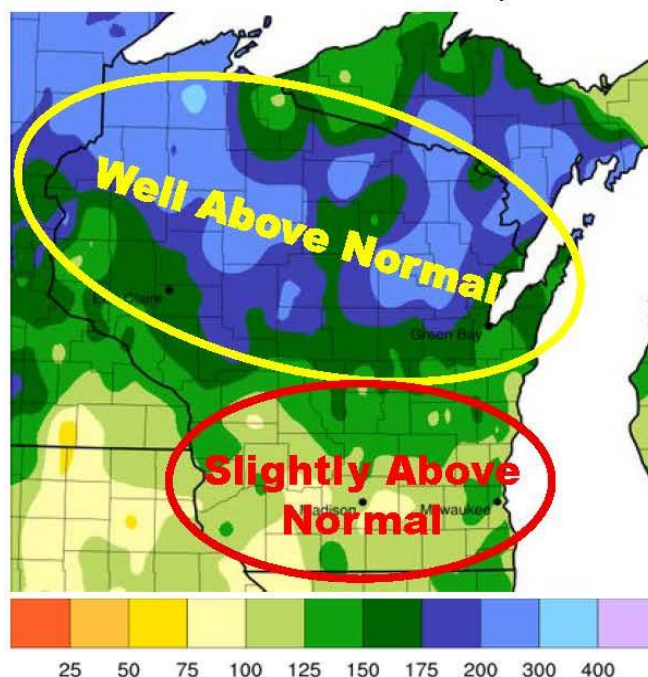 Well Above Normal
Eau Claire
Green Bay
Slightly Above
Normal
Madison
Milwaukee
25 50 75 100 125 150 175 200 300 400